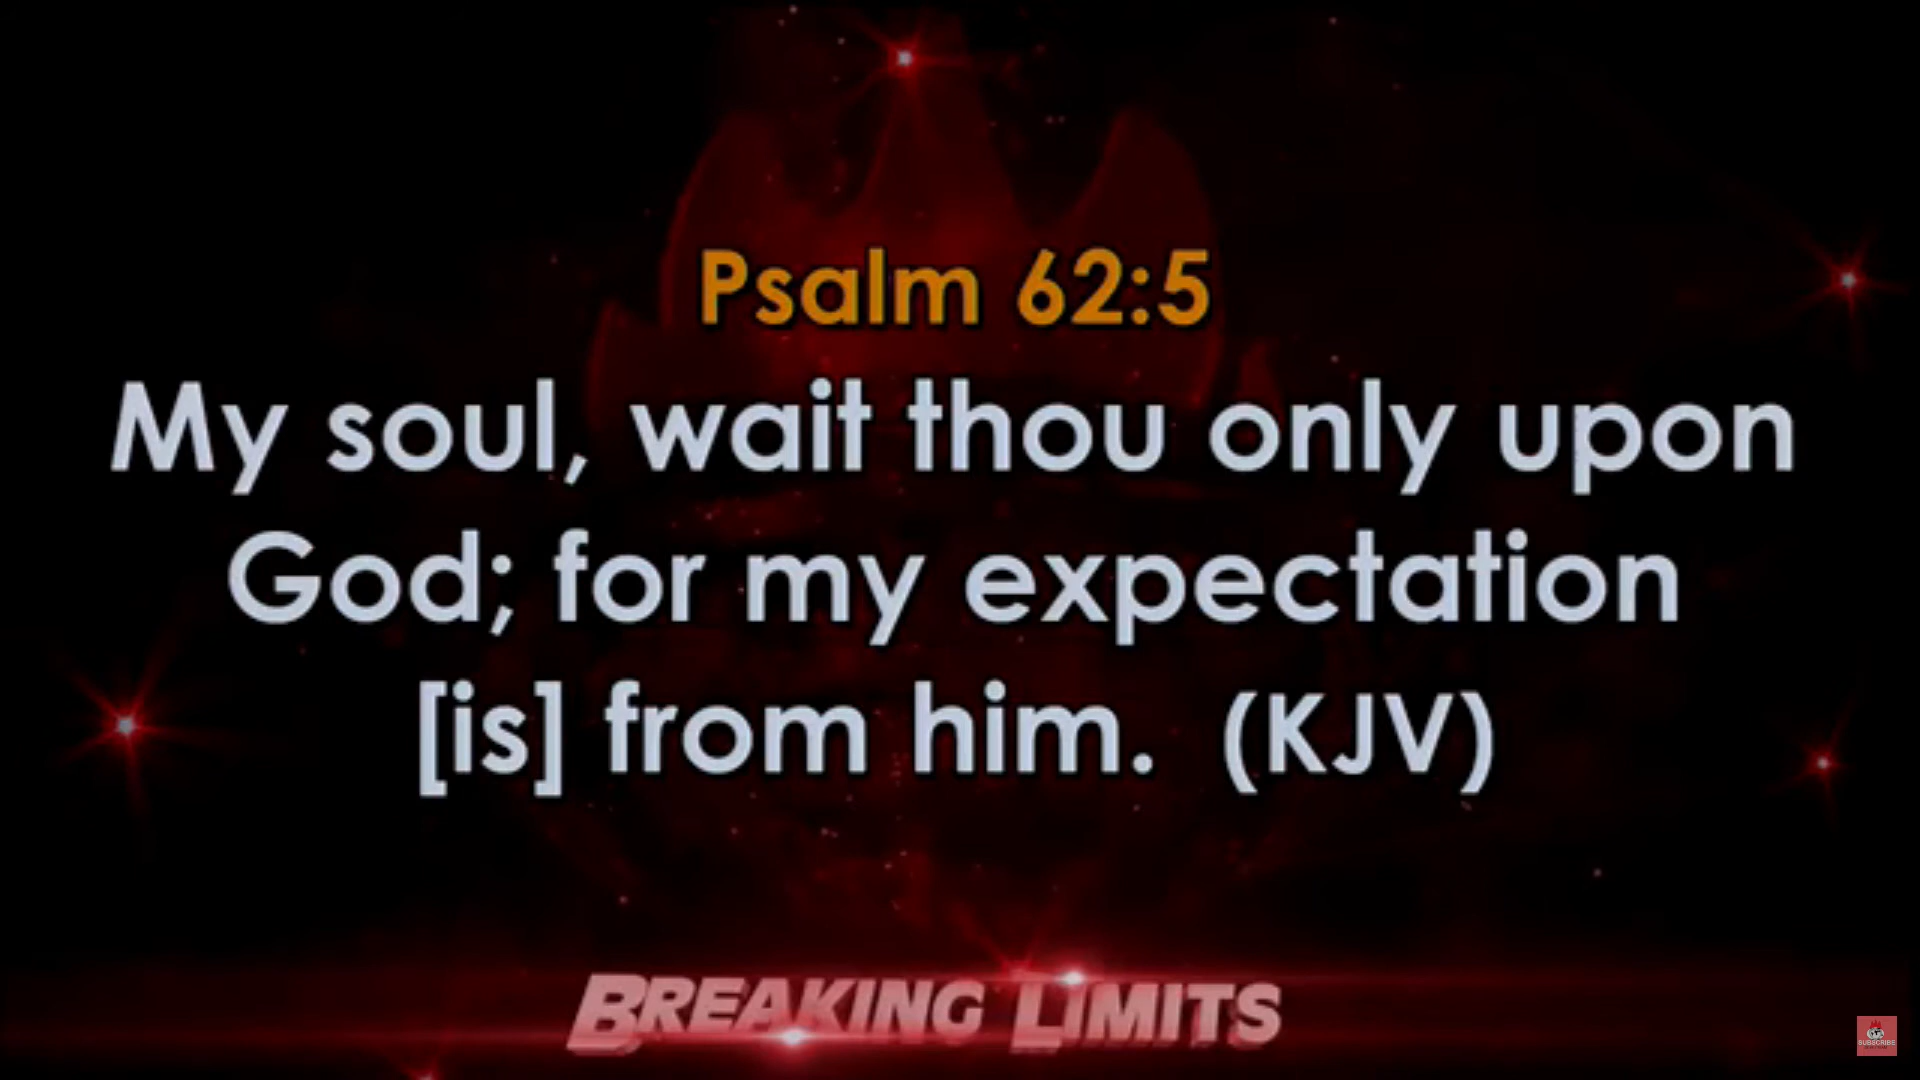 Psalm 62:5
My soul, wait thou only upon
God; for my expectation
[is] from him.  (KJV)
BREAKING LIMITS
SUBSCRIBE